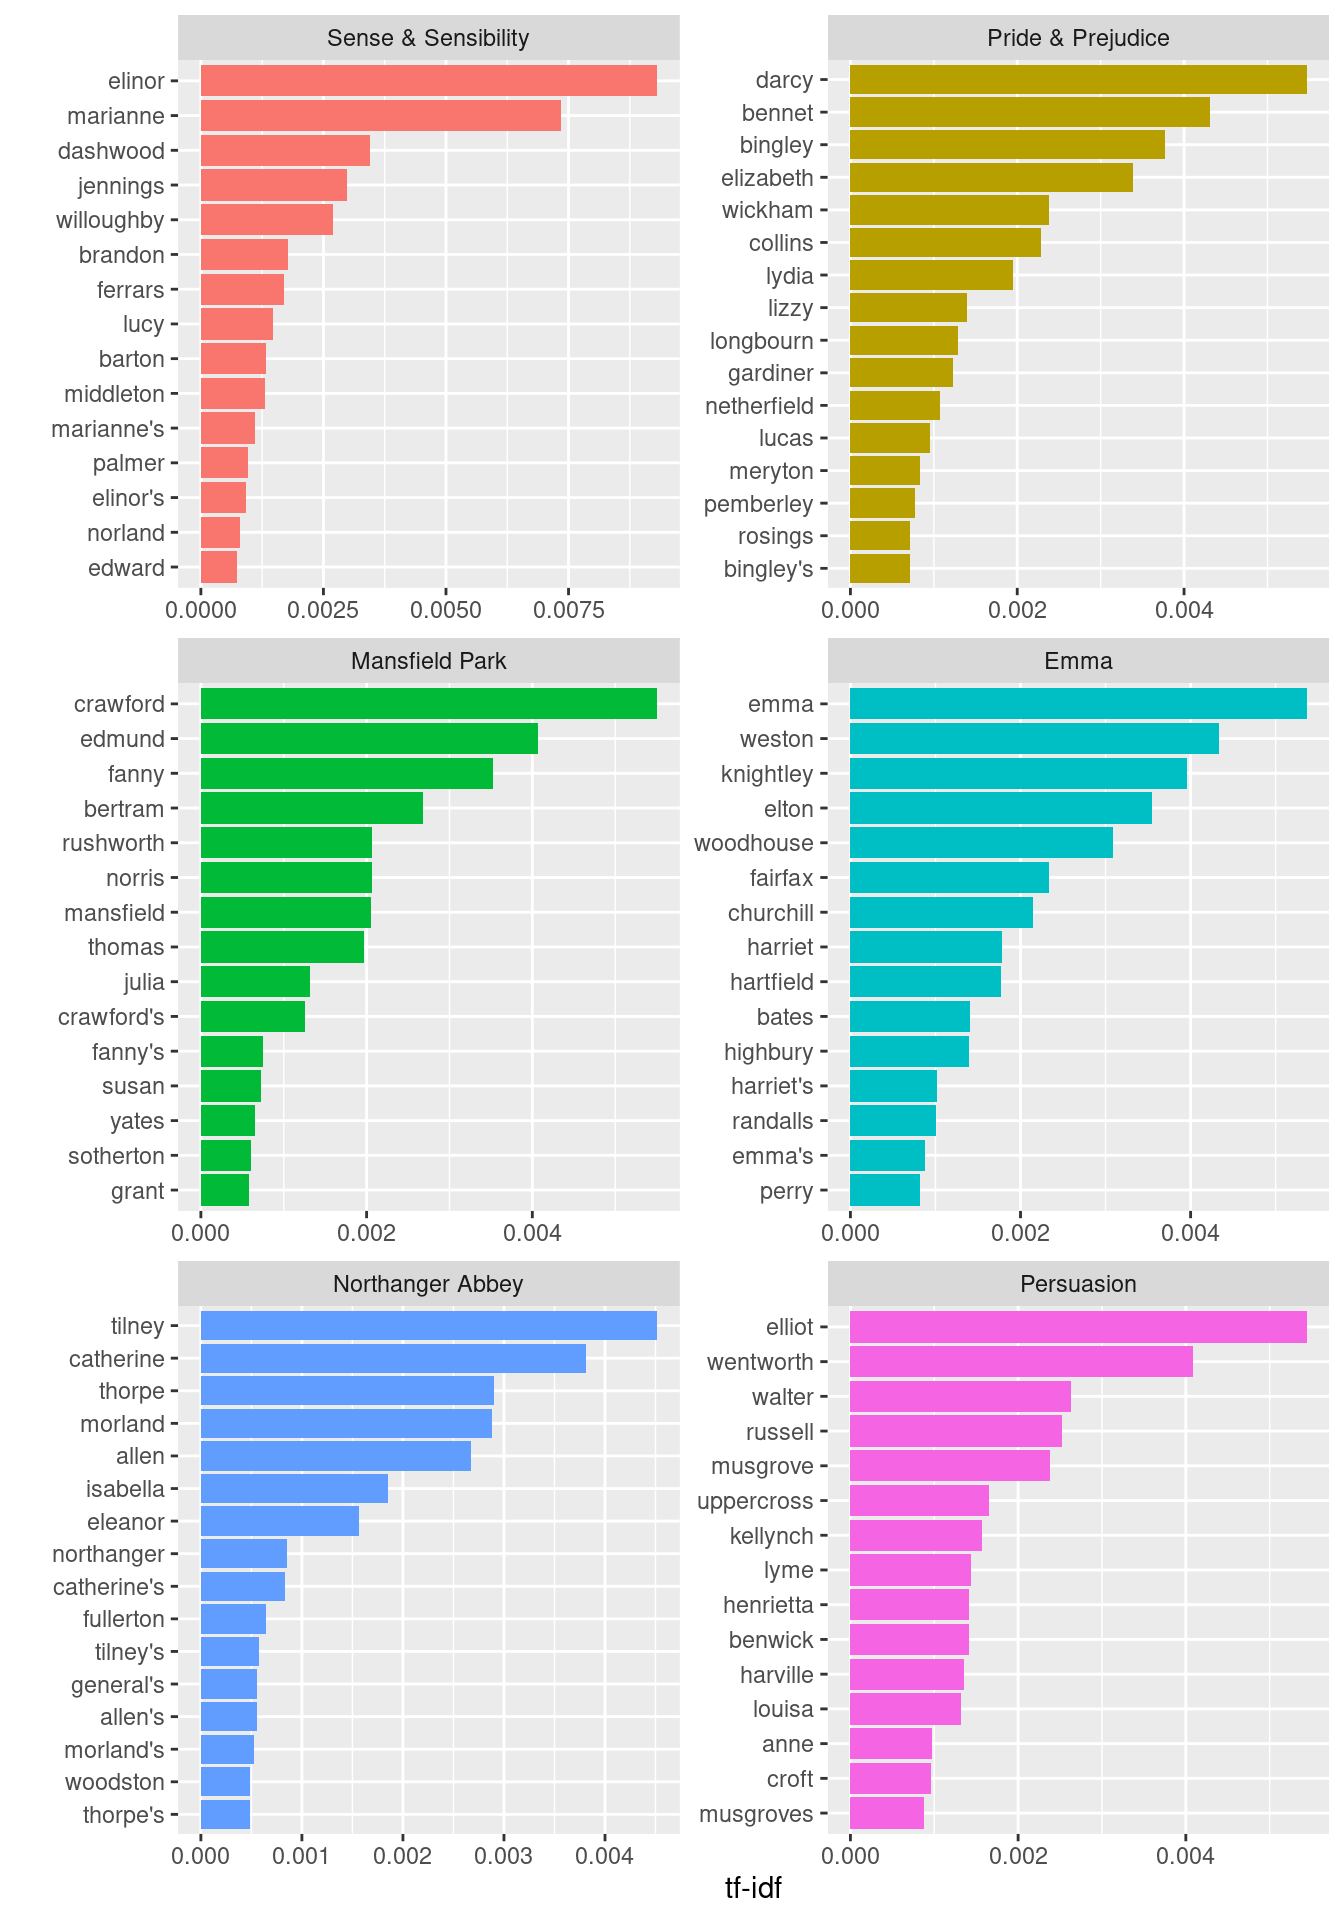 Sense & Sensibility
elinor
marianne
dashwood
jennings
willoughby
brandon
ferrars
lucy
barton
middleton
marianne's
palmer
elinor's
norland
edward
0.0000 0.0025 0.0050 0.0075
Pride & Prejudice
darcy
bennet
bingley
elizabeth
wickham
collins
lydia
lizzy
longbourn
gardiner
netherfield
lucas
meryton
pemberley
rosings
bingley's
0.000 0.002 0.004
Mansfield Park
crawford
edmund
fanny
bertram
rushworth
norris
mansfield
thomas
julia
crawford's
fanny's
susan
yates
sotherton
grant
0.000 0.002 0.004
Emma
emma
weston
knightley
elton
woodhouse
fairfax
churchill
harriet
hartfield
bates
highbury
harriet's
randalls
emma's
perry
0.000 0.002 0.004
Northanger Abbey
tilney
catherine
thorpe
morland
allen
isabella
eleanor
northanger
catherine's
fullerton
tilney's
general's
allen's
morland's
woodston
thorpe's
0.000 0.001 0.002 0.003 0.004
Persuasion
elliot
wentworth
walter
russell
musgrove
uppercross
kellynch
lyme
henrietta
benwick
harville
louisa
anne
croft
musgroves
0.000 0.002 0.004
tf-idf